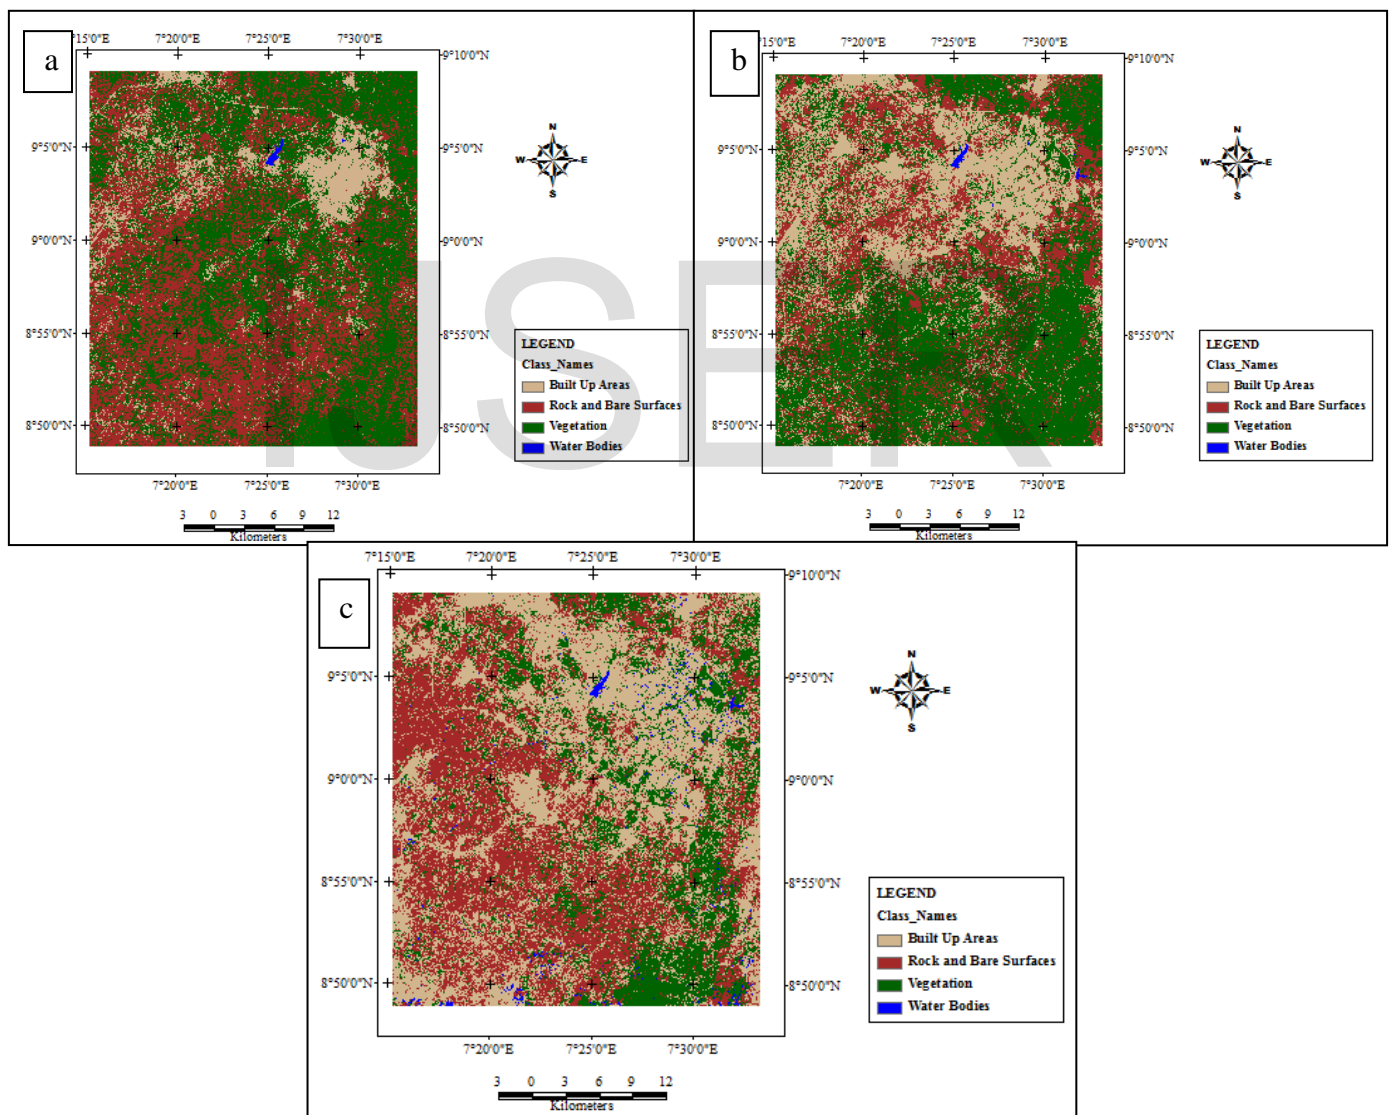 a
7°15'0"E 7°20'0"E 7°25'0"E 7°30'0"E
9°10'0"N
9°5'0"N 9°5'0"N
9°0'0"N 9°0'0"N
8°55'0"N 8°55'0"N
8°50'0"N 8°50'0"N
7°20'0"E 7°25'0"E 7°30'0"E
N
W E
S
LEGEND
Class_Names
Built Up Areas
Rock and Bare Surfaces
Vegetation
Water Bodies
3 0 3 6 9 12
Kilometers
b
7°15'0"E 7°20'0"E 7°25'0"E 7°30'0"E
9°10'0"N
9°5'0"N 9°5'0"N
9°0'0"N 9°0'0"N
8°55'0"N 8°55'0"N
8°50'0"N 8°50'0"N
7°20'0"E 7°25'0"E 7°30'0"E
N
W E
S
LEGEND
Class_Names
Built Up Areas
Rock and Bare Surfaces
Vegetation
Water Bodies
3 0 3 6 9 12
Kilometers
IJSER
c
7°15'0"E 7°20'0"E 7°25'0"E 7°30'0"E
9°10'0"N
9°5'0"N 9°5'0"N
9°0'0"N 9°0'0"N
8°55'0"N 8°55'0"N
8°50'0"N 8°50'0"N
7°20'0"E 7°25'0"E 7°30'0"E
N
W E
S
LEGEND
Class_Names
Built Up Areas
Rock and Bare Surfaces
Vegetation
Water Bodies
3 0 3 6 9 12
Kilometers